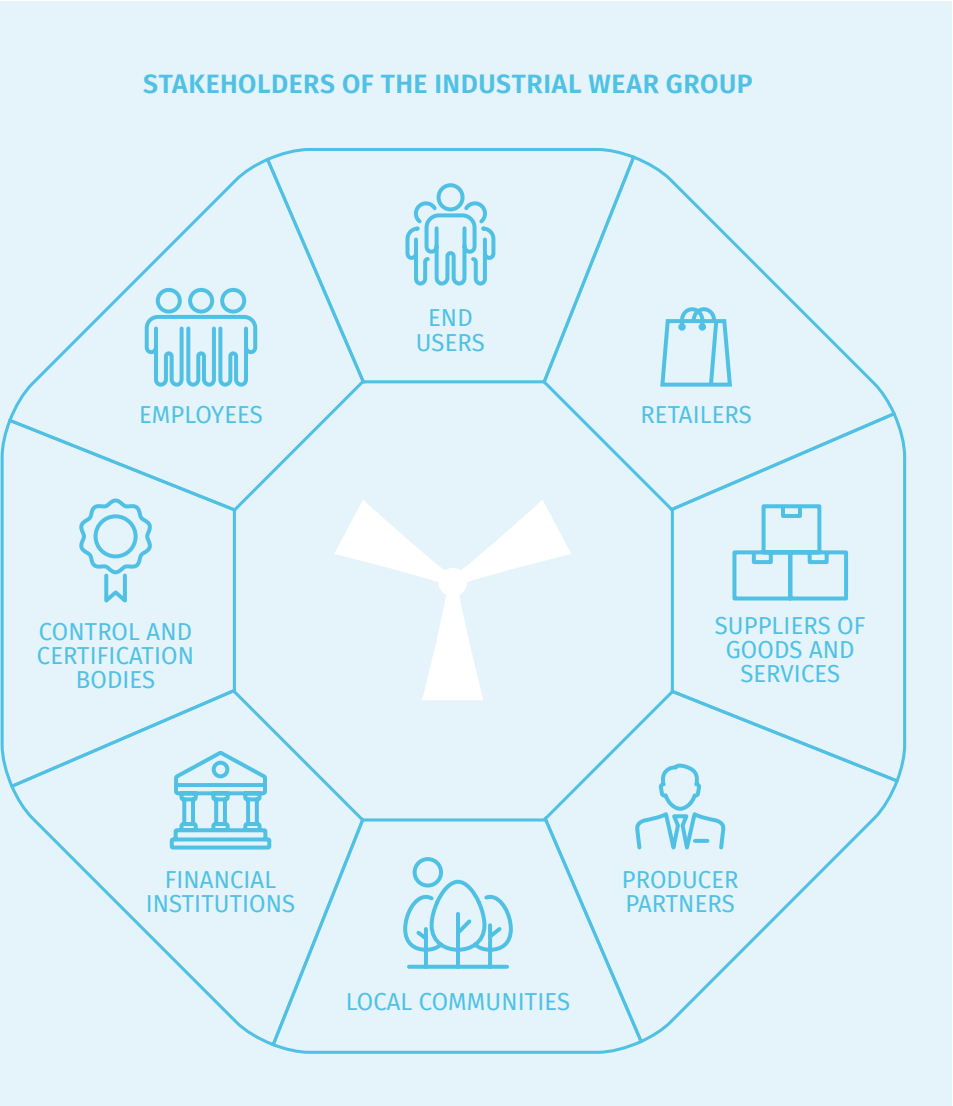 STAKEHOLDERS OF THE INDUSTRIAL WEAR GROUP
END
USERS
RETAILERS
SUPPLIERS OF
GOODS AND
SERVICES
PRODUCER
PARTNERS
LOCAL COMMUNITIES
FINANCIAL
INSTITUTIONS
CONTROL AND
CERTIFICATION
BODIES
EMPLOYEES